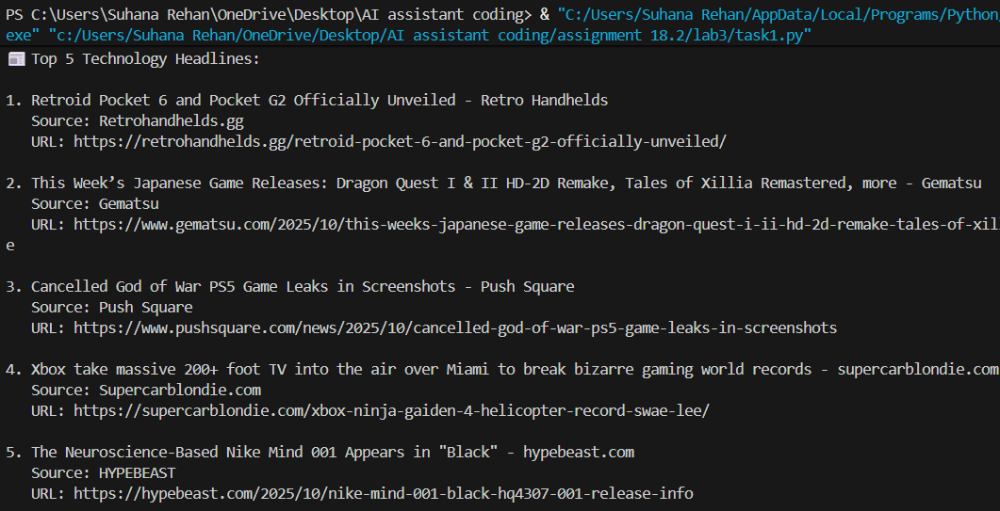 PS C:\Users\Suhana Rehan\OneDrive\Desktop\AI assistant coding> & "C:/Users/Suhana Rehan/AppData/Local/Programs/Python/
exe" "c:/Users/Suhana Rehan/OneDrive/Desktop/AI assistant coding/assignment 18.2/lab3/task1.py"
Top 5 Technology Headlines:
1. Retroid Pocket 6 and Pocket G2 Officially Unveiled - Retro Handhelds
Source: Retrohandhelds.gg
URL: https://retrohandhelds.gg/retroid-pocket-6-and-pocket-g2-officially-unveiled/
2. This Week’s Japanese Game Releases: Dragon Quest I & II HD-2D Remake, Tales of Xillia Remastered, more - Gematsu
Source: Gematsu
URL: https://www.gematsu.com/2025/10/this-weeks-japanese-game-releases-dragon-quest-i-ii-hd-2d-remake-tales-of-xil
e
3. Cancelled God of War PS5 Game Leaks in Screenshots - Push Square
Source: Push Square
URL: https://www.pushsquare.com/news/2025/10/cancelled-god-of-war-ps5-game-leaks-in-screenshots
4. Xbox take massive 200+ foot TV into the air over Miami to break bizarre gaming world records - supercarblondie.com
Source: Supercarblondie.com
URL: https://supercarblondie.com/xbox-ninja-gaiden-4-helicopter-record-swae-lee/
5. The Neuroscience-Based Nike Mind 001 Appears in "Black" - hypebeast.com
Source: HYPEBEAST
URL: https://hypebeast.com/2025/10/nike-mind-001-black-hq4307-001-release-info